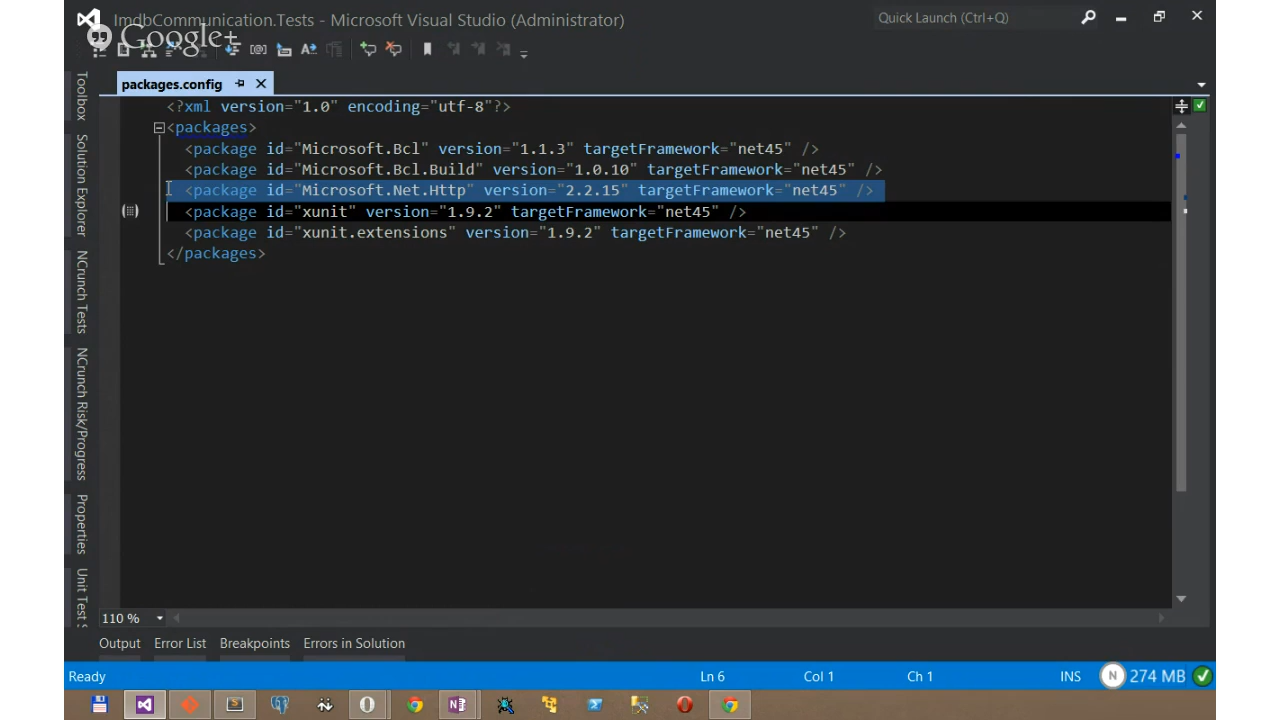 ImdbCommunication.Tests - Microsoft Visual Studio (Administrator)
Quick Launch (Ctrl+Q)
Google+
packages.config
Toolbox
Solution Explorer
NCrunch Tests
NCrunch Risk/Progress
Properties
Unit Test S
<?xml version="1.0" encoding="utf-8"?>
<packages>
<package id="Microsoft.Bcl" version="1.1.3" targetFramework="net45" />
<package id="Microsoft.Bcl.Build" version="1.0.10" targetFramework="net45" />
<package id="Microsoft.Net.Http" version="2.2.15" targetFramework="net45" />
<package id="xunit" version="1.9.2" targetFramework="net45" />
<package id="xunit.extensions" version="1.9.2" targetFramework="net45" />
</packages>
110 %
Output Error List Breakpoints Errors in Solution
Ready Ln 6 Col 1 Ch 1 INS N 274 MB